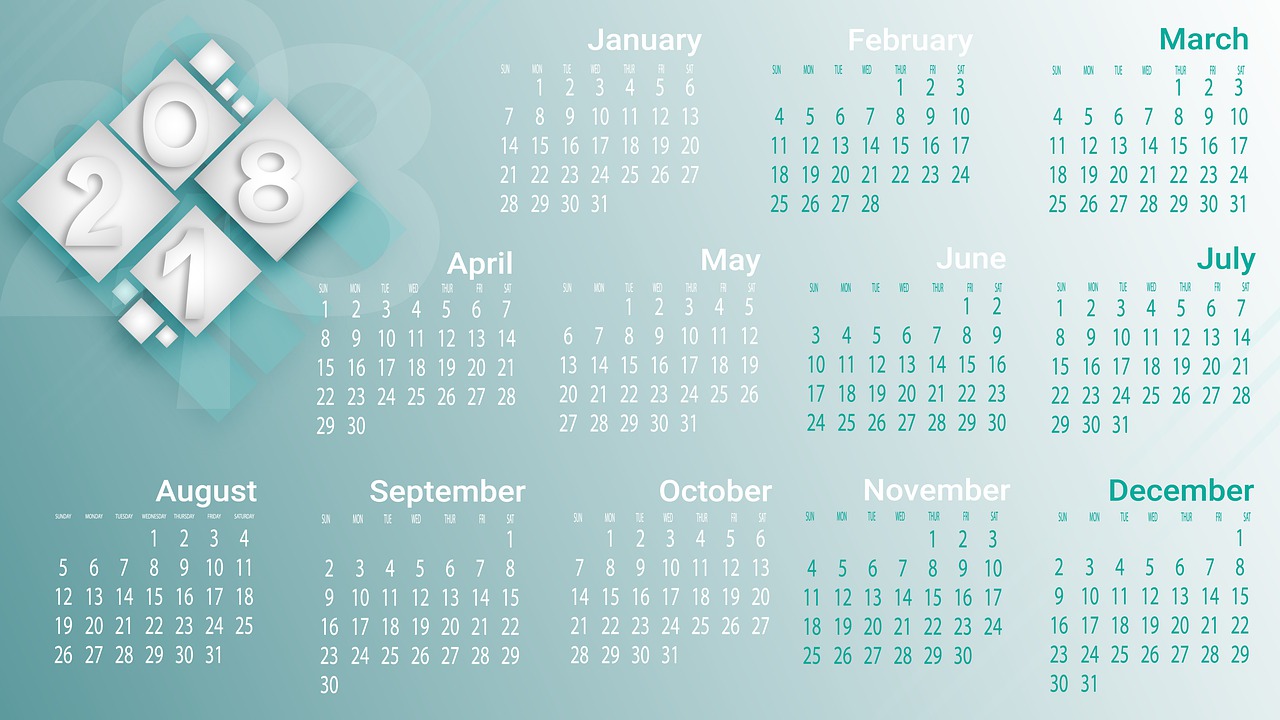 2018
January
SUN MON TUE WED THUR FRI SAT
1 2 3 4 5 6
7 8 9 10 11 12 13
14 15 16 17 18 19 20
21 22 23 24 25 26 27
28 29 30 31
February
SUN MON TUE WED THUR FRI SAT
1 2 3
4 5 6 7 8 9 10
11 12 13 14 15 16 17
18 19 20 21 22 23 24
25 26 27 28
March
SUN MON TUE WED THUR FRI SAT
1 2 3
4 5 6 7 8 9 10
11 12 13 14 15 16 17
18 19 20 21 22 23 24
25 26 27 28 29 30 31
April
SUN MON TUE WED THUR FRI SAT
1 2 3 4 5 6 7
8 9 10 11 12 13 14
15 16 17 18 19 20 21
22 23 24 25 26 27 28
29 30
May
SUN MON TUE WED THUR FRI SAT
1 2 3 4 5
6 7 8 9 10 11 12
13 14 15 16 17 18 19
20 21 22 23 24 25 26
27 28 29 30 31
June
SUN MON TUE WED THUR FRI SAT
1 2
3 4 5 6 7 8 9
10 11 12 13 14 15 16
17 18 19 20 21 22 23
24 25 26 27 28 29 30
July
SUN MON TUE WED THUR FRI SAT
1 2 3 4 5 6 7
8 9 10 11 12 13 14
15 16 17 18 19 20 21
22 23 24 25 26 27 28
29 30 31
August
SUNDAY MONDAY TUESDAY WEDNESDAY THURSDAY FRIDAY SATURDAY
1 2 3 4
5 6 7 8 9 10 11
12 13 14 15 16 17 18
19 20 21 22 23 24 25
26 27 28 29 30 31
September
SUN MON TUE WED THUR FRI SAT
1
2 3 4 5 6 7 8
9 10 11 12 13 14 15
16 17 18 19 20 21 22
23 24 25 26 27 28 29
30
October
SUN MON TUE WED THUR FRI SAT
1 2 3 4 5 6
7 8 9 10 11 12 13
14 15 16 17 18 19 20
21 22 23 24 25 26 27
28 29 30 31
November
SUN MON TUE WED THUR FRI SAT
1 2 3
4 5 6 7 8 9 10
11 12 13 14 15 16 17
18 19 20 21 22 23 24
25 26 27 28 29 30
December
SUN MON TUE WED THUR FRI SAT
1
2 3 4 5 6 7 8
9 10 11 12 13 14 15
16 17 18 19 20 21 22
23 24 25 26 27 28 29
30 31